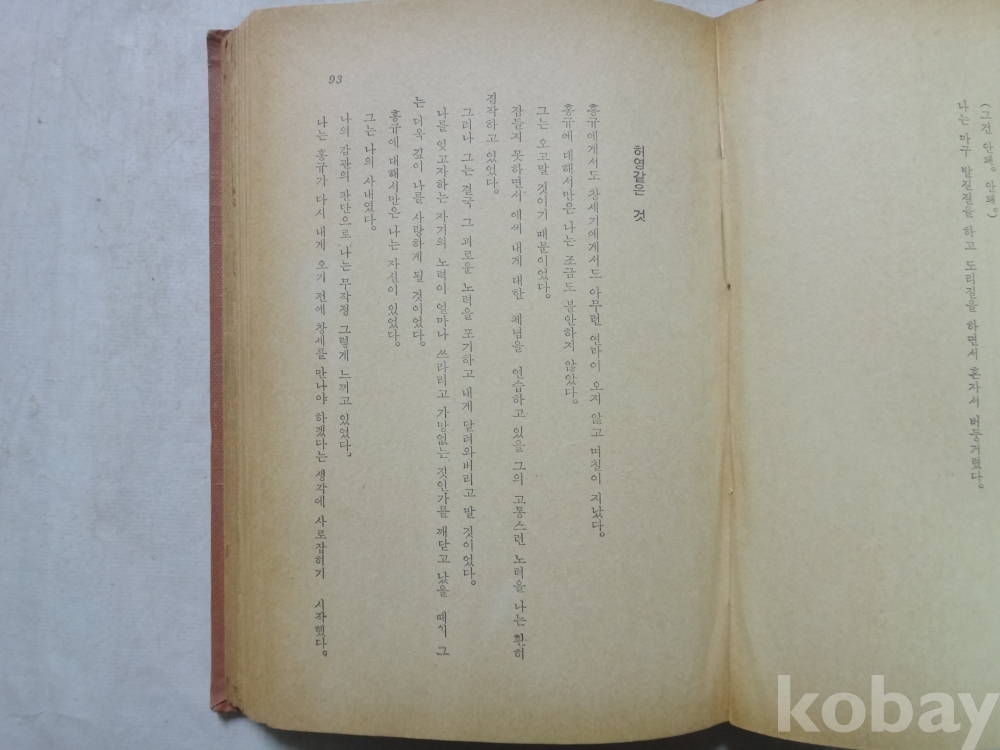 (그건 안돼。 안돼。)
나는 마구 발길질을 하고 도리질을 하면서 혼자서 버둥거렸다。
허영같은 것
홍규에게서도 창세기에게서도 아무런 연락이 오지 않고 며칠이 지났다。
홍규에 대해서만은 나는 조금도 불안하지 않았다。
그는 오고말 것이기 때문이었다。
잠들지 못하면서 애써 내게 대한 체념을 연습하고 있을 그의 고통스런 노력을 나는 환히
짐작하고 있었다。
그러나 그는 결국 그 괴로운 노력을 포기하고 내게 달려와버리고 말 것이었다。
나를 잊고자하는 자기의 노력이 얼마나 쓰라리고 가망없는 것인가를 깨닫고 났을 때의 그
는 더욱 깊이 나를 사랑하게 될 것이었다。
홍규에 대해서만은 나는 자신이 있었다。
그는 나의 사내였다。
나의 감관의 판단으로 나는 무작정 그렇게 느끼고 있었다。
나는 홍규가 다시 내게 오기 전에 창세를 만나야 하겠다는 생각에 사로잡히기 시작했다。
93
kobay